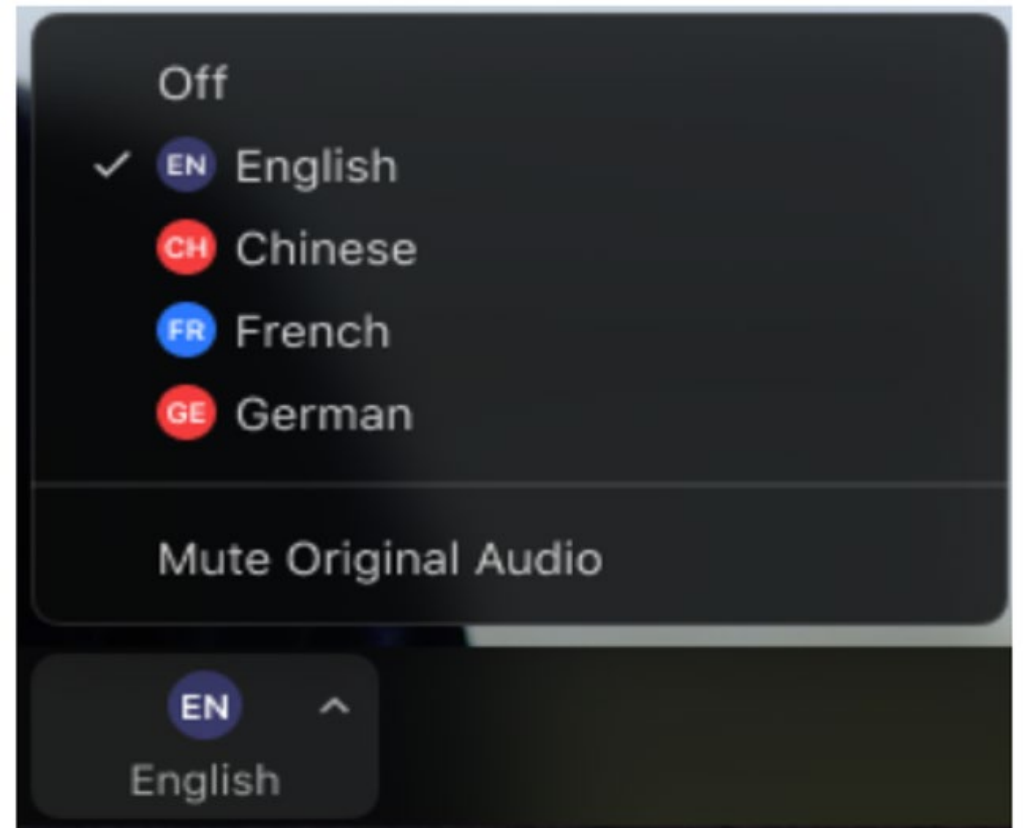 Off
EN English
CH Chinese
FR French
GE German
Mute Original Audio
EN
English